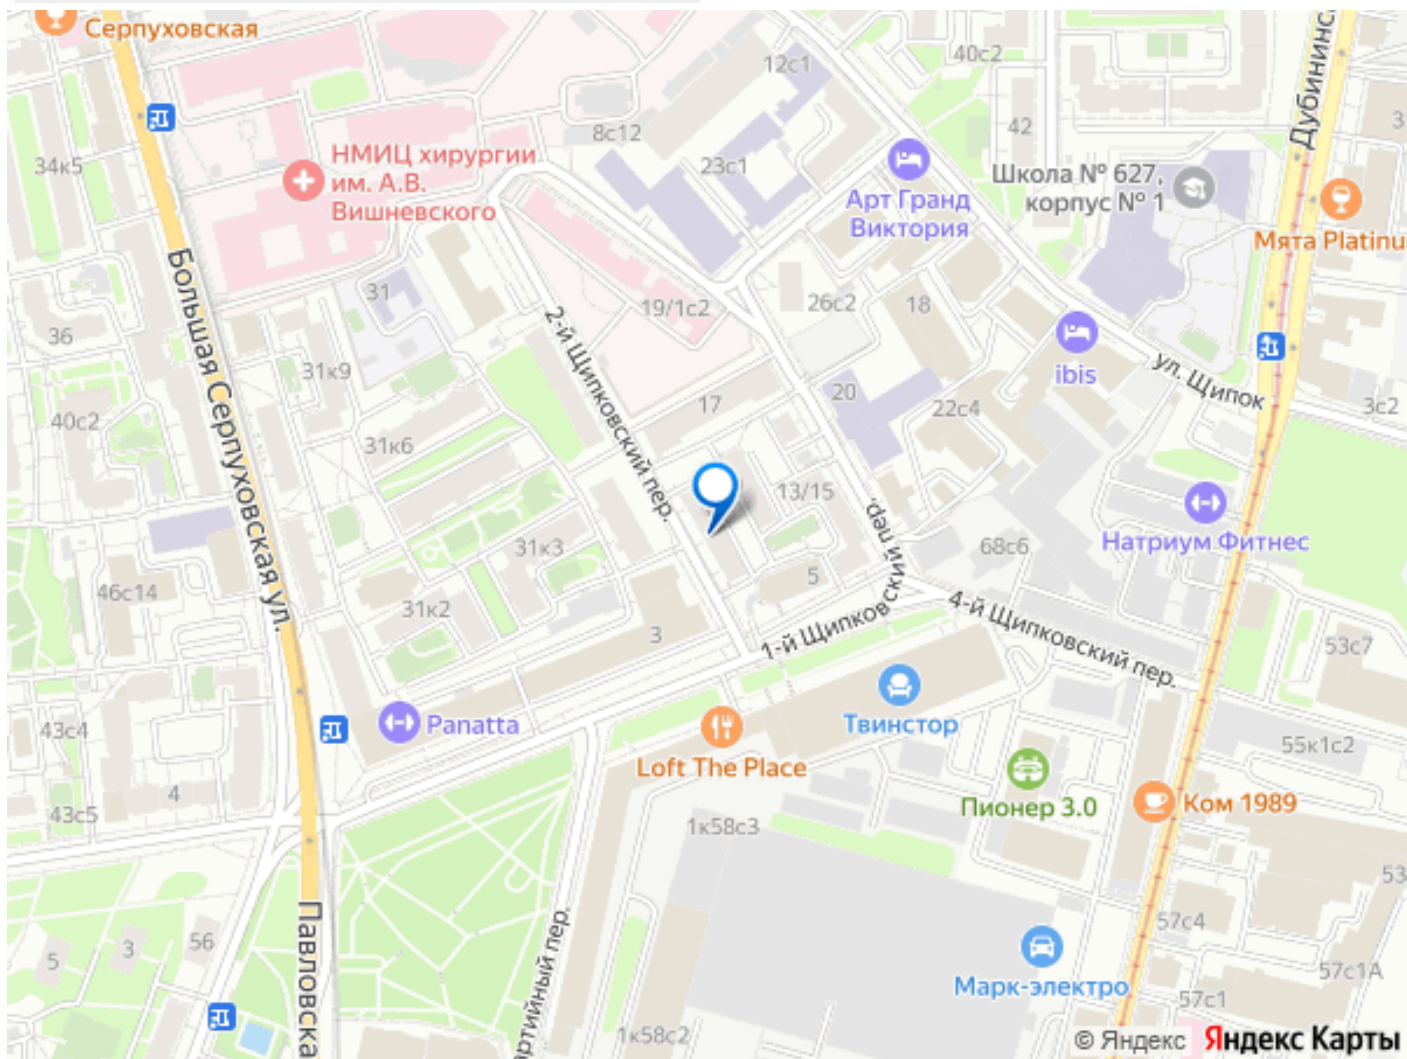 Серпуховская
40с2
12с1
Дубининс
8с12
42
3
34к5
НМИЦ хирургии
им. А.В.
Вишневского
23с1
Школа № 627,
корпус № 1
Арт Гранд
Виктория
Мята Platinu
Большая Серпуховская ул.
31
19/1с2
26с2
18
36
2-й Щипковский пер.
ibis
ул. Щипок
31к9
20
22с4
3с2
40с2
17
31к6
13/15
1-й Щипковский пер.
31к3
68с6
Натриум Фитнес
46с14
5
31к2
4-й Щипковский пер.
3
53с7
Твинстор
43с4
Panatta
55к1с2
Loft The Place
4
43с5
Пионер 3.0
Ком 1989
1к58с3
53
Павловска
57с4
56
3
5
артийный пер.
57с1А
Марк-электро
57с1
1к58с2
© Яндекс Яндекс Карты